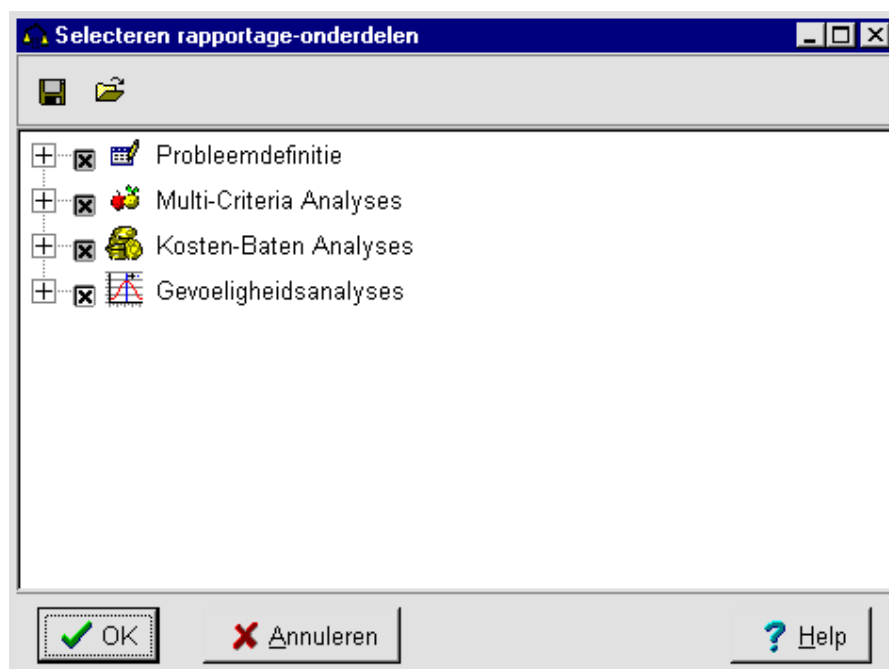 Selecteren rapportage-onderdelen
Probleemdefinitie
Multi-Criteria Analyses
Kosten-Baten Analyses
Gevoeligheidsanalyses
OK Annuleren ? Help